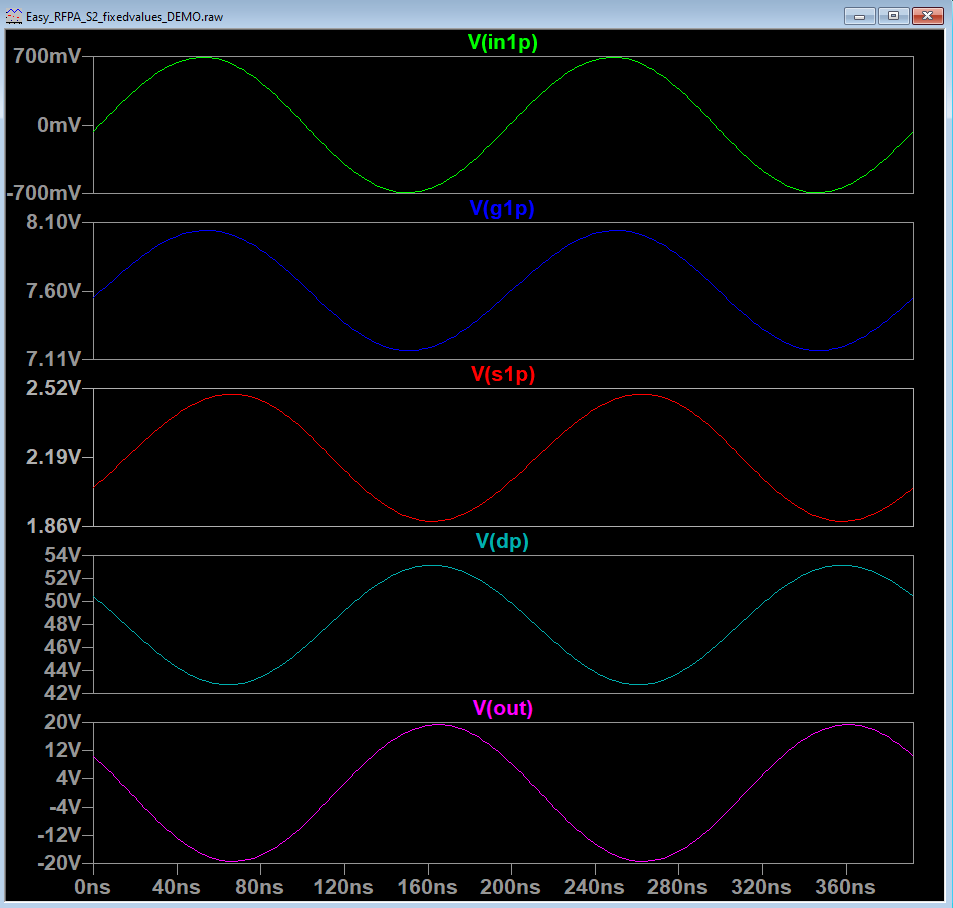 Easy_RFPA_S2_fixedvalues_DEMO.raw
V(in1p)
700mV
0mV
-700mV
V(g1p)
8.10V
7.60V
7.11V
V(s1p)
2.52V
2.19V
1.86V
V(dp)
54V
52V
50V
48V
46V
44V
42V
V(out)
20V
12V
4V
-4V
-12V
-20V
0ns 40ns 80ns 120ns 160ns 200ns 240ns 280ns 320ns 360ns